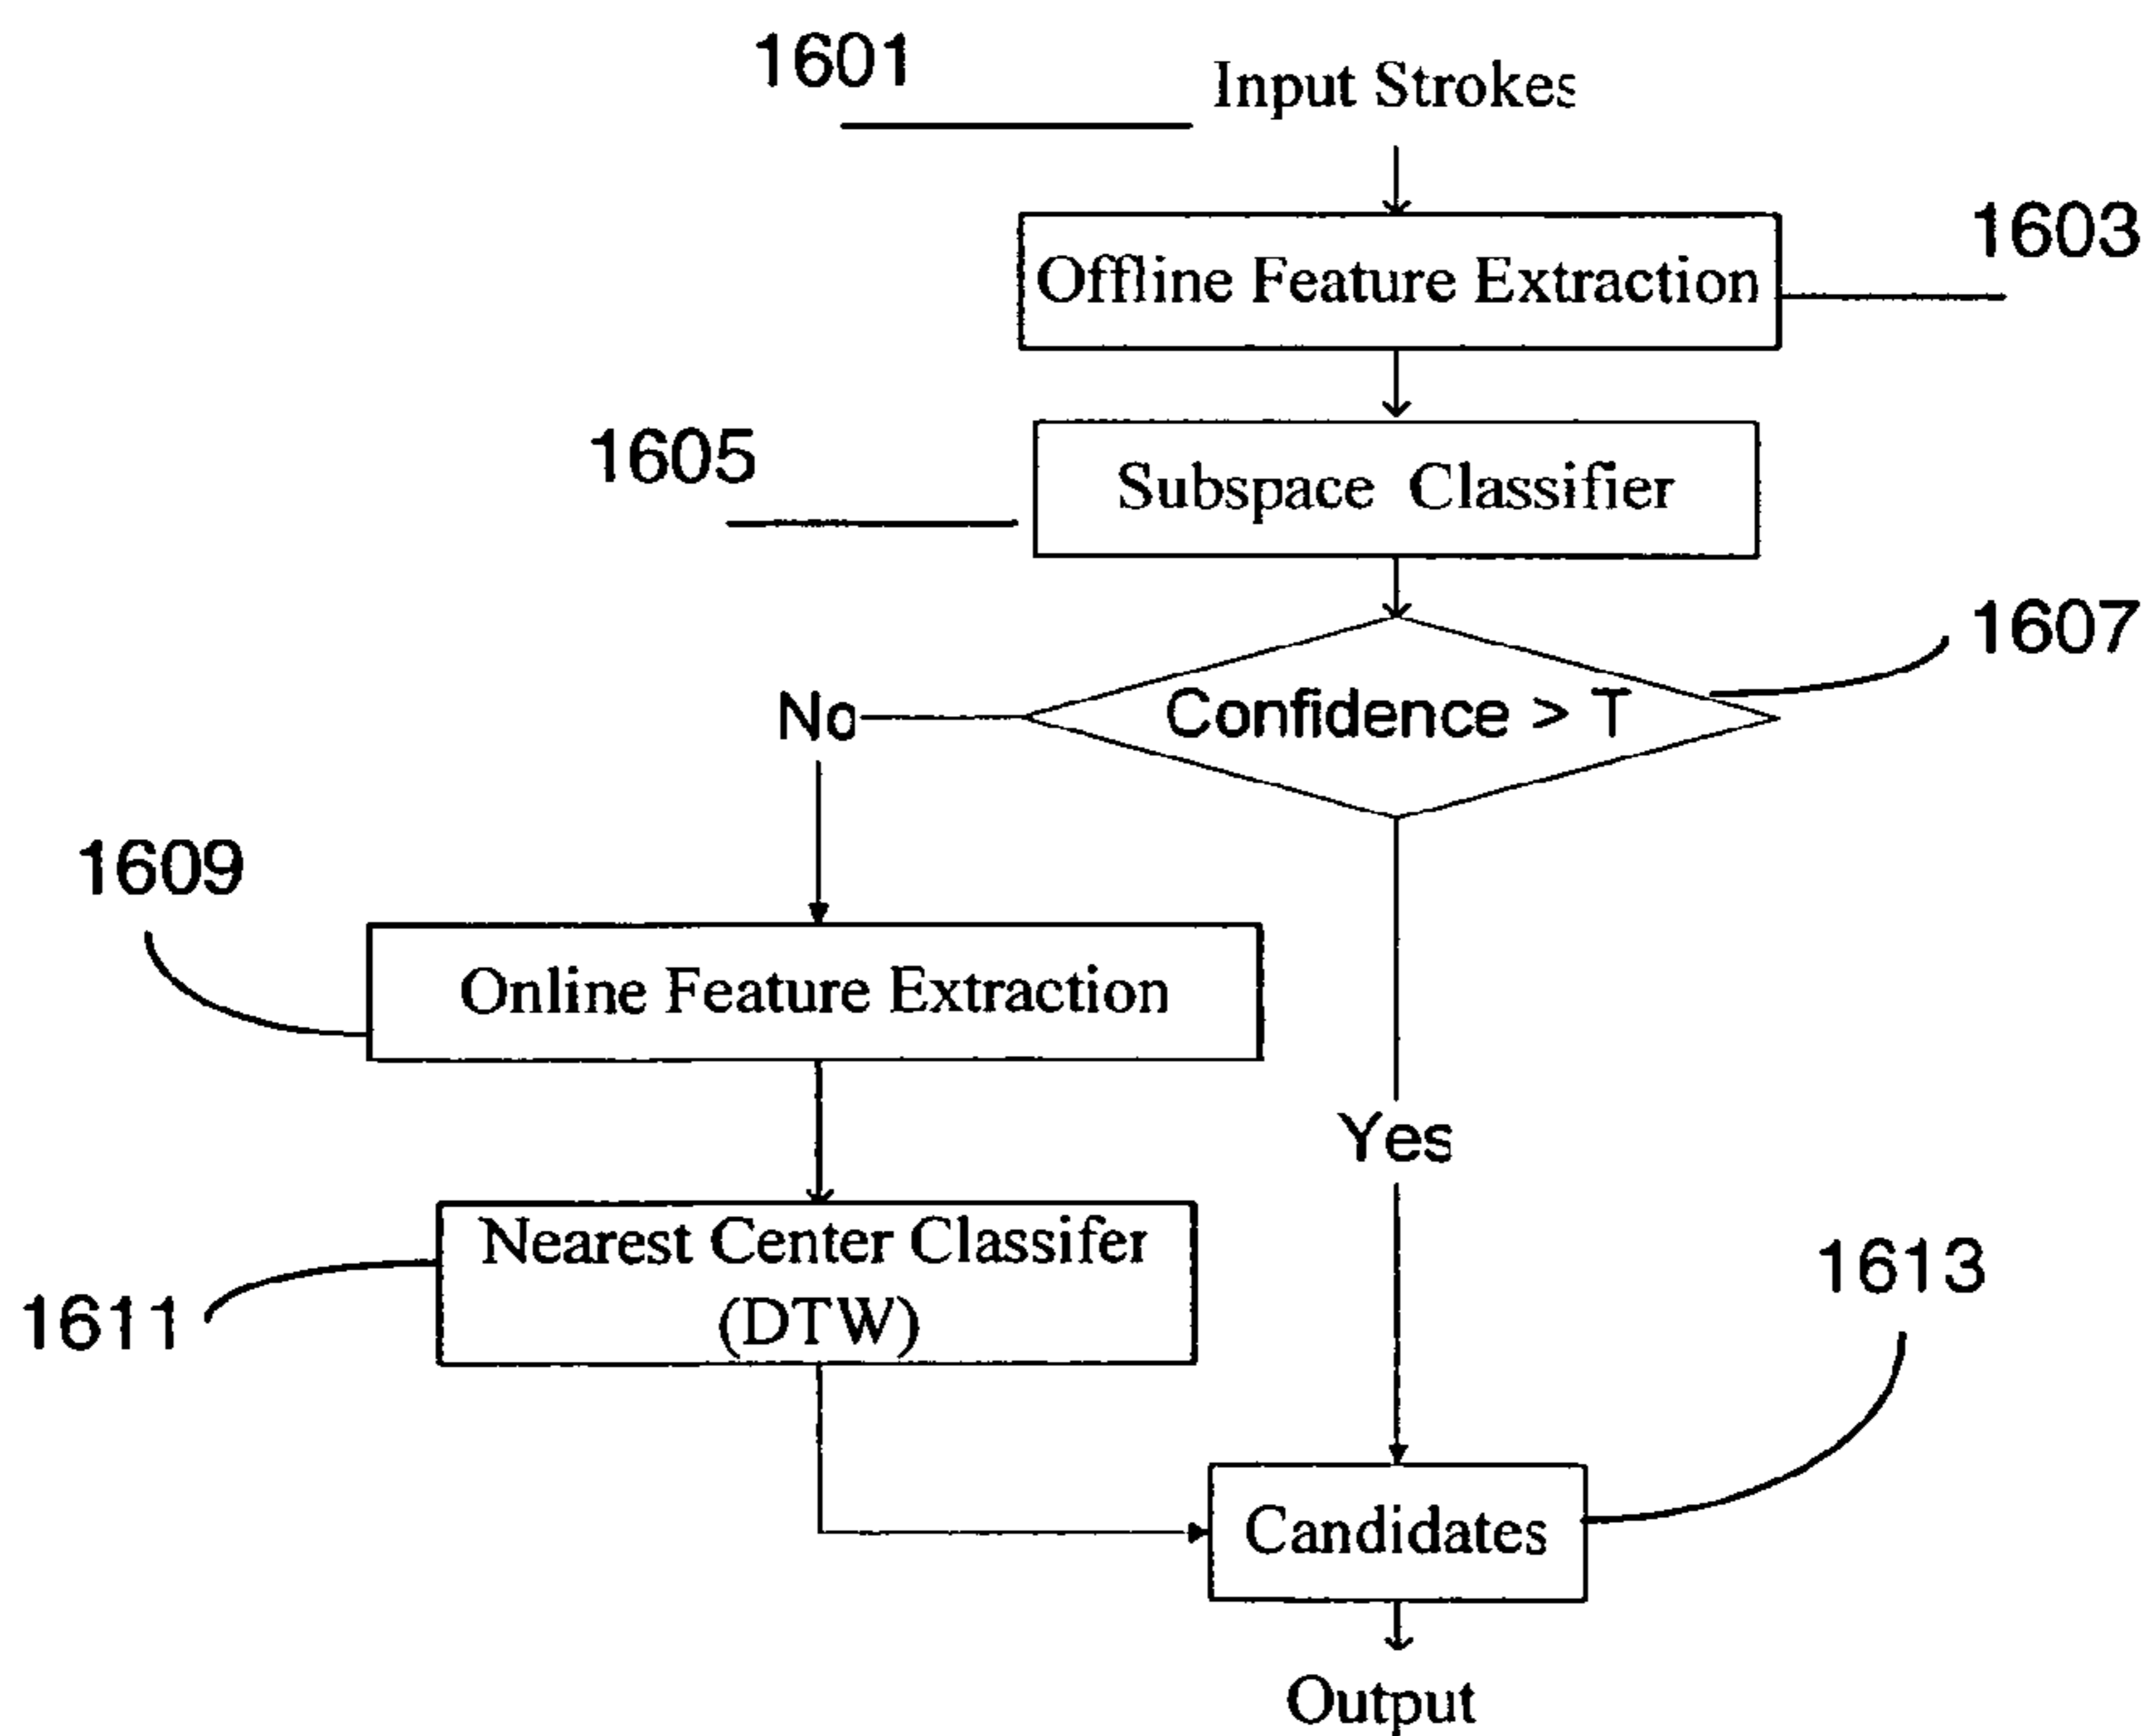 1601
Input Strokes
1603
Offline Feature Extraction
1605
Subspace Classifier
1607
Confidence > T
No
1609
Online Feature Extraction
Yes
1611
Nearest Center Classifer
(DTW)
1613
Candidates
Output